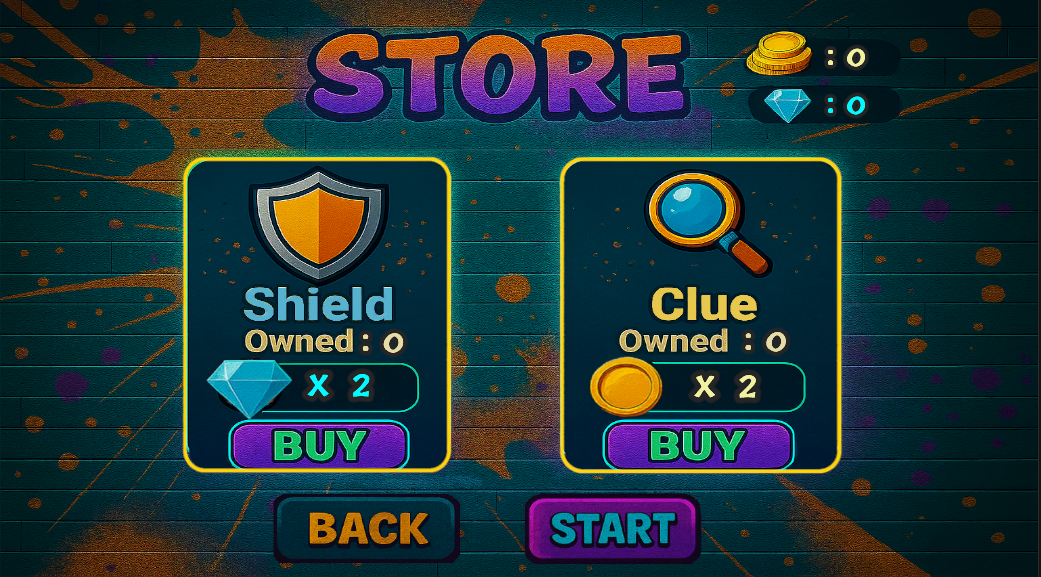 STORE
: 0
: 0
Shield
Owned : 0
X 2
BUY
Clue
Owned : 0
X 2
BUY
BACK
START